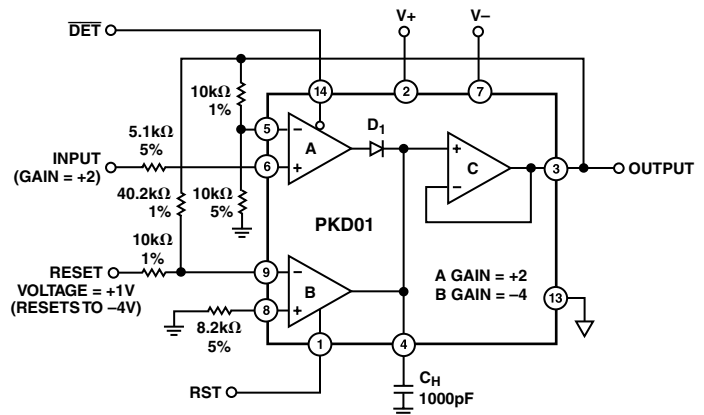 DET
V+
V–
10kΩ
1%
14
2
7
5.1kΩ
5%
5
–
A
D1
+
C
–
3
OUTPUT
INPUT
(GAIN = +2)
6
+
40.2kΩ
1%
10kΩ
5%
PKD01
10kΩ
1%
RESET
VOLTAGE = +1V
(RESETS TO –4V)
9
–
B
8
+
A GAIN = +2
B GAIN = –4
13
8.2kΩ
5%
1
4
RST
CH
1000pF